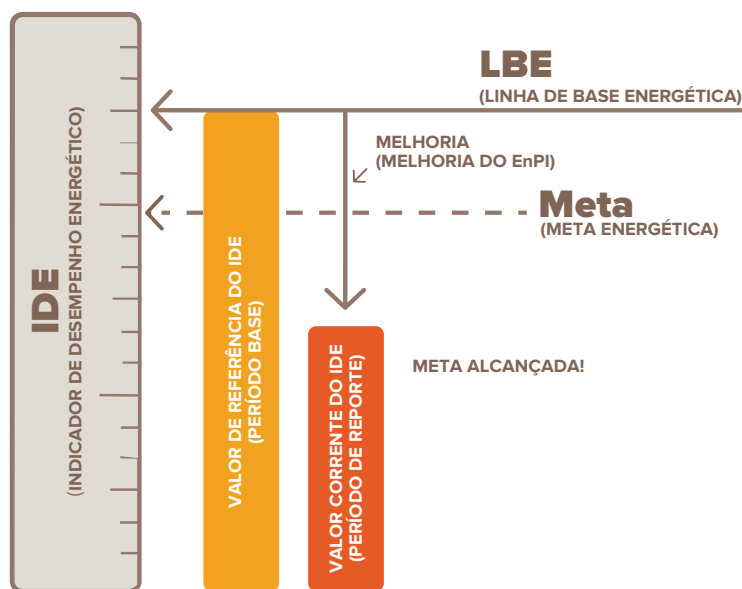 LBE
(LINHA DE BASE ENERGÉTICA)
MELHORIA
(MELHORIA DO EnPI)
Meta
(META ENERGÉTICA)
IDE
(INDICADOR DE DESEMPENHO ENERGÉTICO)
VALOR DE REFERÊNCIA DO IDE
(PERÍODO BASE)
VALOR CORRENTE DO IDE
(PERÍODO DE REPORTE)
META ALCANÇADA!